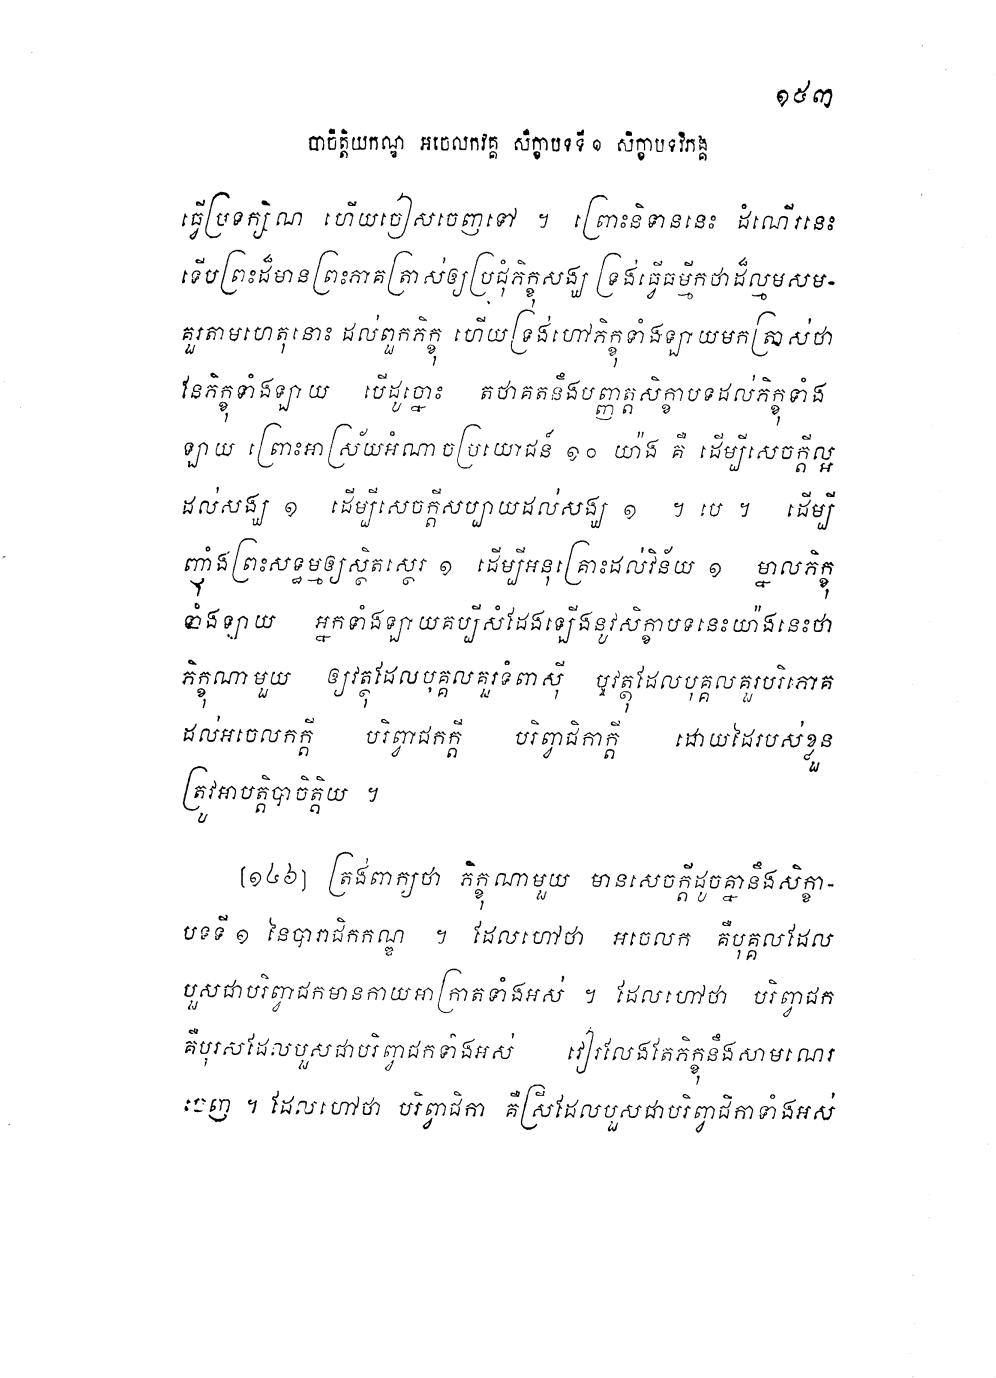 ១៥៣
បាចិត្តិយកណ្ឌ អចេលកវគ្គ សិក្ខាបទទី ១ សិក្ខាបទវិភង្គ
ធ្វើប្រទក្សិណ ហើយចៀសចេញទៅ ។ ព្រោះនិទាននេះ ដំណើរនេះ
ទើបព្រះដ៏មានព្រះភាគត្រាស់ឲ្យប្រជុំភិក្ខុសង្ឃ ទ្រង់ធ្វើធម្មីកថាដ៏ល្មមសម-
គួរតាមហេតុនោះ ដល់ពួកភិក្ខុ ហើយទ្រង់ហៅភិក្ខុទាំងឡាយមកត្រាស់ថា
នែភិក្ខុទាំងឡាយ បើដូច្នោះ តថាគតនឹងបញ្ញាត្តសិក្ខាបទដល់ភិក្ខុទាំង
ឡាយ ព្រោះអាស្រ័យអំណាចប្រយោជន៍ ១០ យ៉ាង គឺ ដើម្បីសេចក្តីល្អ
ដល់សង្ឃ ១ ដើម្បីសេចក្តីសប្បាយដល់សង្ឃ ១ ។ បេ ។ ដើម្បី
ញ៉ាំងព្រះសទ្ធម្មឲ្យស្ថិតស្ថេរ ១ ដើម្បីអនុគ្រោះដល់វិន័យ ១ ម្នាលភិក្ខុ
ទាំងឡាយ អ្នកទាំងឡាយគប្បីសំដែងឡើងនូវសិក្ខាបទនេះយ៉ាងនេះថា
ភិក្ខុណាមួយ ឲ្យវត្ថុដែលបុគ្គលគួរទំពាស៊ី ឬវត្ថុដែលបុគ្គលគួរបរិភោគ
ដល់អចេលកក្តី បរិព្វាជកក្តី បរិព្វាជិកាក្តី ដោយដៃរបស់ខ្លួន
ត្រូវអាបត្តិបាចិត្តិយ ។
[១៤៦] ត្រង់ពាក្យថា ភិក្ខុណាមួយ មានសេចក្តីដូចគ្នានឹងសិក្ខា-
បទទី ១ នៃបារាជិកកណ្ឌ ។ ដែលហៅថា អចេលក គឺបុគ្គលដែល
បួសជាបរិព្វាជកមានកាយអាក្រាតទាំងអស់ ។ ដែលហៅថា បរិព្វាជក
គឺបុរសដែលបួសជាបរិព្វាជកទាំងអស់ វៀរលែងតែភិក្ខុនឹងសាមណេរ
ចេញ ។ ដែលហៅថា បរិព្វាជិកា គឺស្រីដែលបួសជាបរិព្វាជិកាទាំងអស់